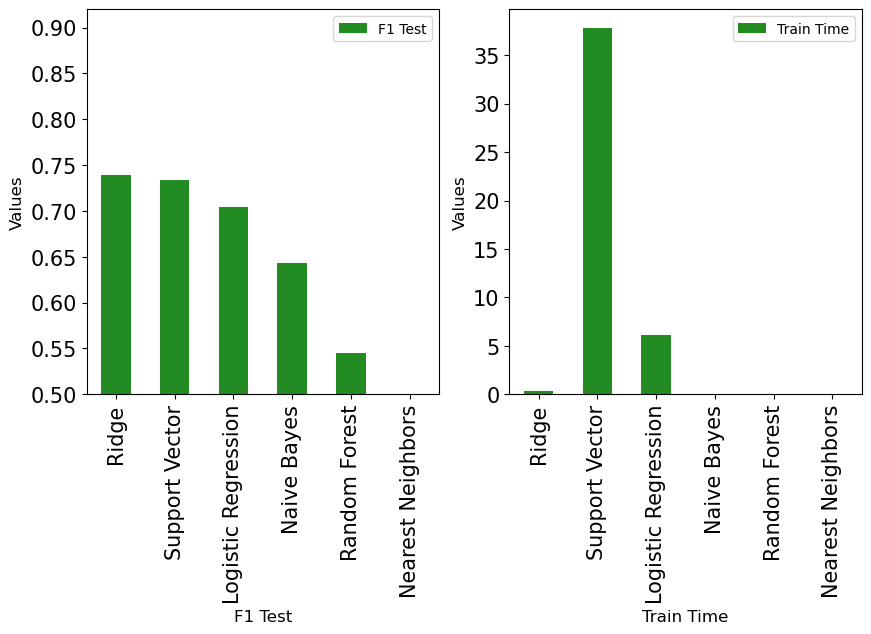 F1 Test
0.90
0.85
0.80
0.75
0.70
0.65
0.60
0.55
0.50
Values
Ridge
Support Vector
Logistic Regression
Naive Bayes
Random Forest
Nearest Neighbors
F1 Test
Train Time
35
30
25
20
15
10
5
0
Values
Ridge
Support Vector
Logistic Regression
Naive Bayes
Random Forest
Nearest Neighbors
Train Time